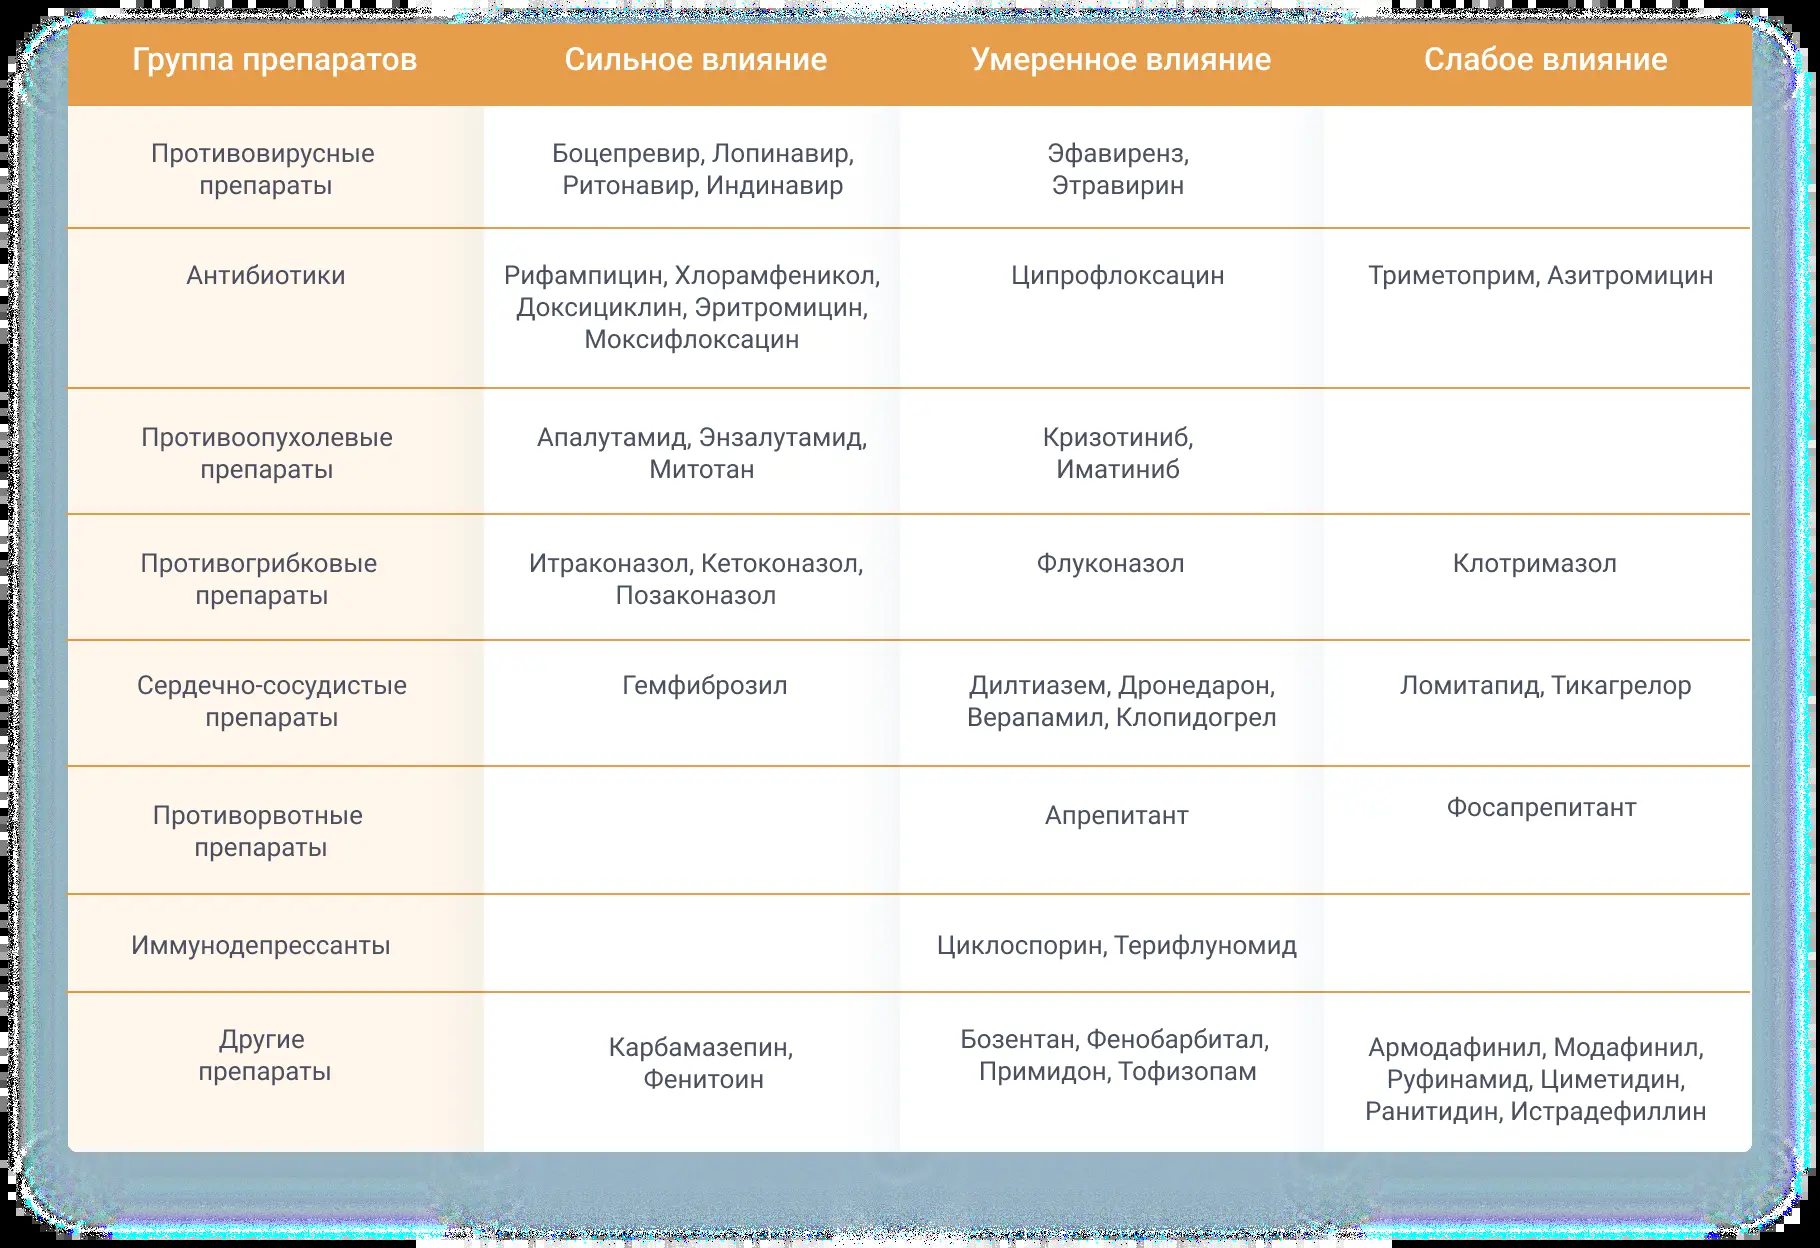 Группа препаратов
Сильное влияние
Умеренное влияние
Слабое влияние
Противовирусные
препараты
Боцепревир, Лопинавир,
Ритонавир, Индинавир
Эфавиренз,
Этравирин
Антибиотики
Рифампицин, Хлорамфеникол,
Доксициклин, Эритромицин,
Моксифлоксацин
Ципрофлоксацин
Триметоприм, Азитромицин
Противоопухолевые
препараты
Апалутамид, Энзалутамид,
Митотан
Кризотиниб,
Иматиниб
Противогрибковые
препараты
Итраконазол, Кетоконазол,
Позаконазол
Флуконазол
Клотримазол
Сердечно-сосудистые
препараты
Гемфиброзил
Дилтиазем, Дронедарон,
Верапамил, Клопидогрел
Ломитапид, Тикагрелор
Противорвотные
препараты
Апрепитант
Фосапрепитант
Иммунодепрессанты
Циклоспорин, Терифлуномид
Другие
препараты
Карбамазепин,
Фенитоин
Бозентан, Фенобарбитал,
Примидон, Тофизопам
Армодафинил, Модафинил,
Руфинамид, Циметидин,
Ранитидин, Истрадефиллин